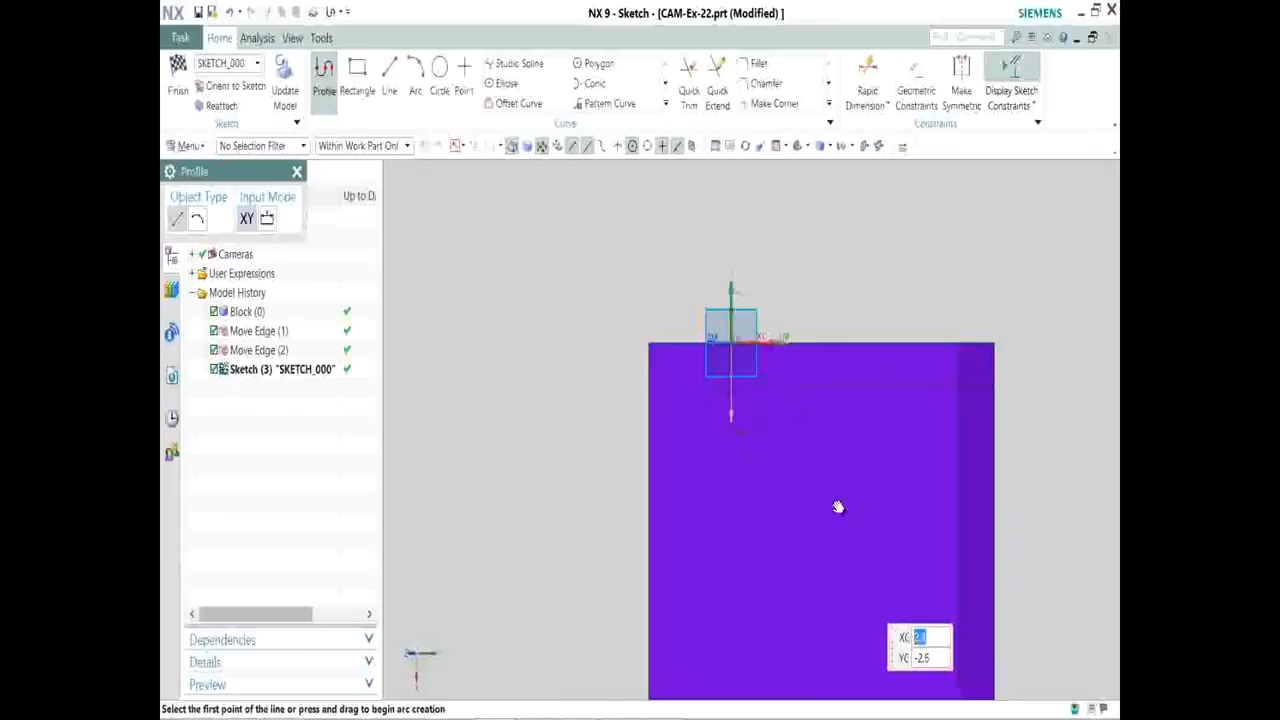 NX
NX 9 - Sketch - [CAM-Ex-22.prt (Modified) ]
SIEMENS
Task
Home
Analysis
View
Tools
SKETCH_000
Orient to Sketch
Reattach
Finish
Update
Model
Profile
Rectangle
Line
Arc
Circle
Point
Studio Spline
Ellipse
Offset Curve
Polygon
Conic
Pattern Curve
Quick
Trim
Quick
Extend
Fillet
Chamfer
Make Corner
Rapid
Dimension
Geometric
Constraints
Make
Symmetric
Display Sketch
Constraints
Sketch
Curve
Constraints
Menu
No Selection Filter
Within Work Part Onl
Profile
Object Type
Input Mode
XY
Up to D
Cameras
User Expressions
Model History
Block (0)
Move Edge (1)
Move Edge (2)
Sketch (3) "SKETCH_000"
XC
Dependencies
Details
Preview
XC
YC -2.5
Select the first point of the line or press and drag to begin arc creation